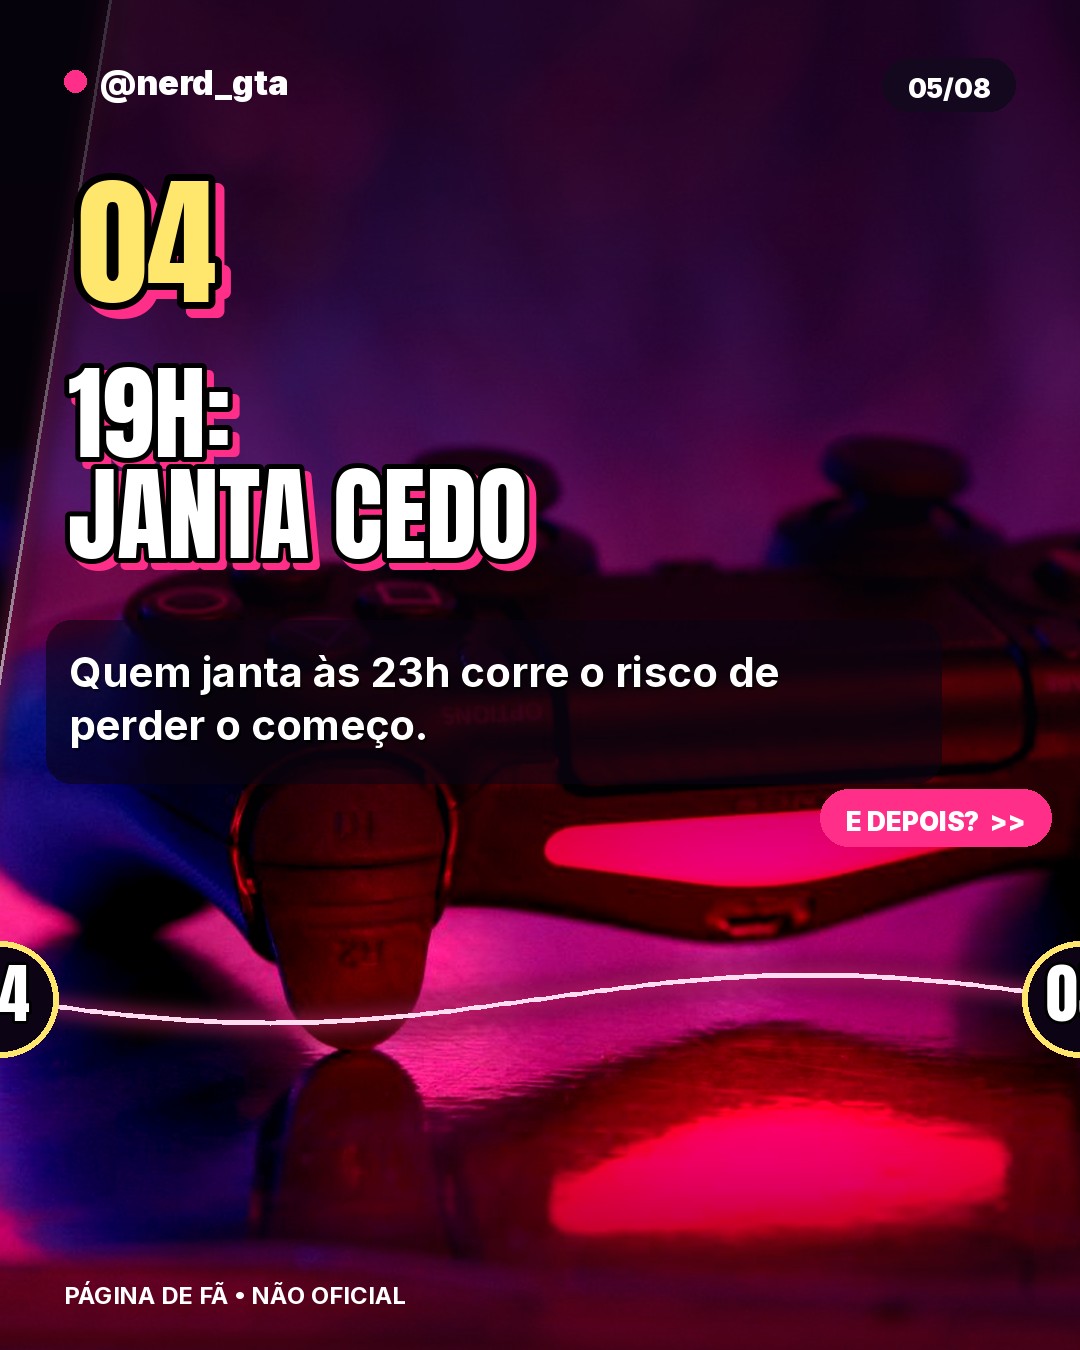 @nerd_gta
05/08
04
19H:
JANTA CEDO
Quem janta às 23h corre o risco de
perder o começo.
E DEPOIS? >>
4
0
PÁGINA DE FÃ • NÃO OFICIAL